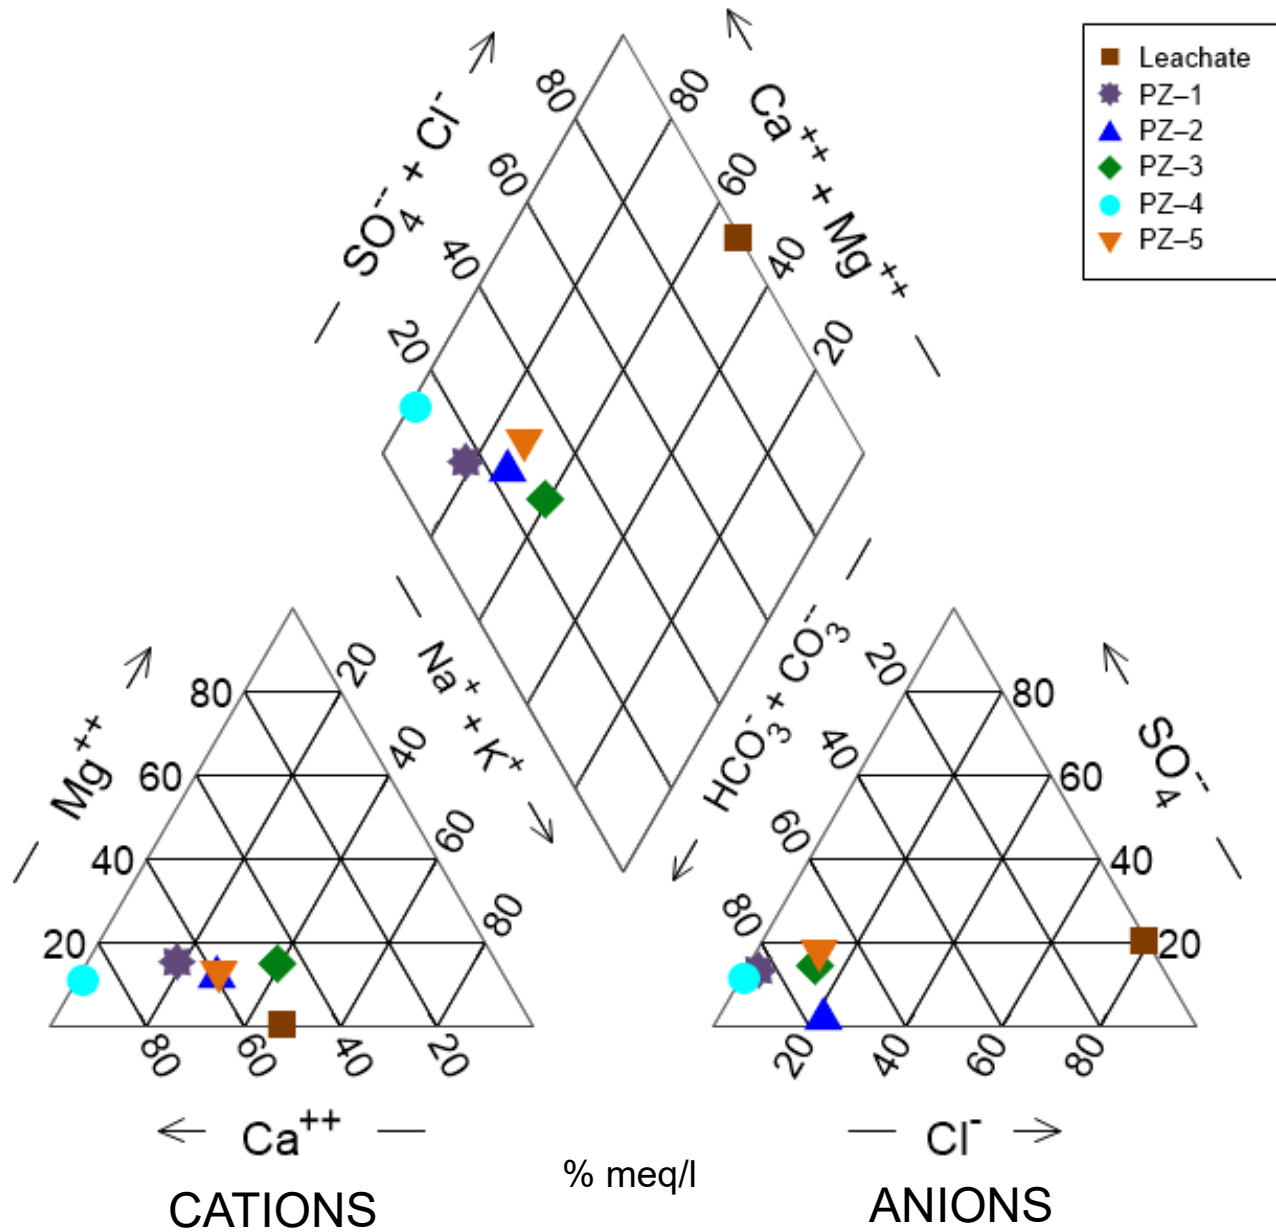 Leachate
PZ–1
PZ–2
PZ–3
PZ–4
PZ–5
80
60
40
20
80
60
40
20
SO4-- + Cl-
Ca++ + Mg++
Na+ + K+
HCO3- + CO3--
Mg++
80
60
40
20
20
40
60
80
80
60
40
20
Ca++
CATIONS
20
40
60
80
80
60
40
20
SO4--
20
40
60
80
Cl-
ANIONS
% meq/l